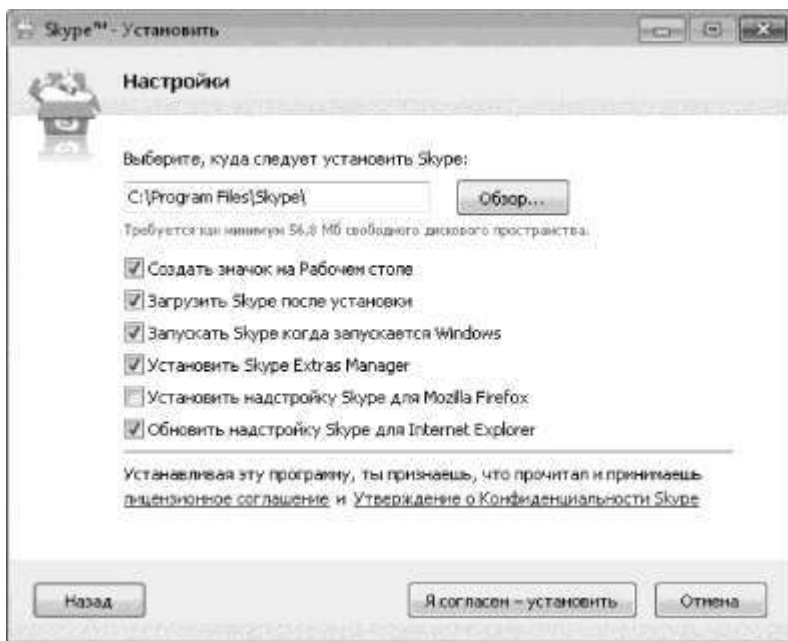 Skype™ - Установить
Настройки
Выберите, куда следует установить Skype:
C:\Program Files\Skype\
Обзор...
Требуется как минимум 56,8 Мб свободного дискового пространства.
Создать значок на Рабочем столе
Загрузить Skype после установки
Запускать Skype когда запускается Windows
Установить Skype Extras Manager
Установить надстройку Skype для Mozilla Firefox
Обновить надстройку Skype для Internet Explorer
Устанавливая эту программу, ты признаешь, что прочитал и принимаешь
лицензионное соглашение и Утверждение о Конфиденциальности Skype
Назад
Я согласен – установить
Отмена